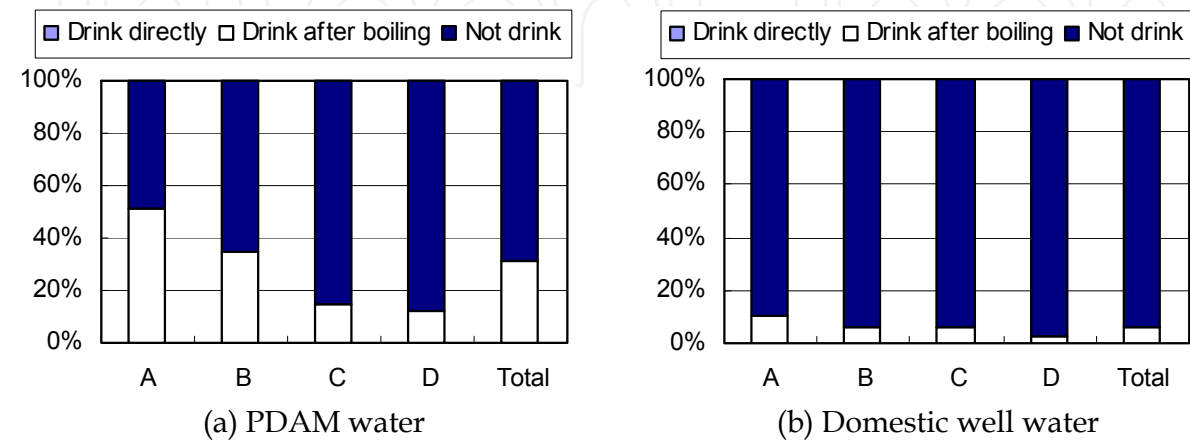 Drink directly Drink after boiling Not drink
100%
80%
60%
40%
20%
0%
A B C D Total
(a) PDAM water
Drink directly Drink after boiling Not drink
100%
80%
60%
40%
20%
0%
A B C D Total
(b) Domestic well water